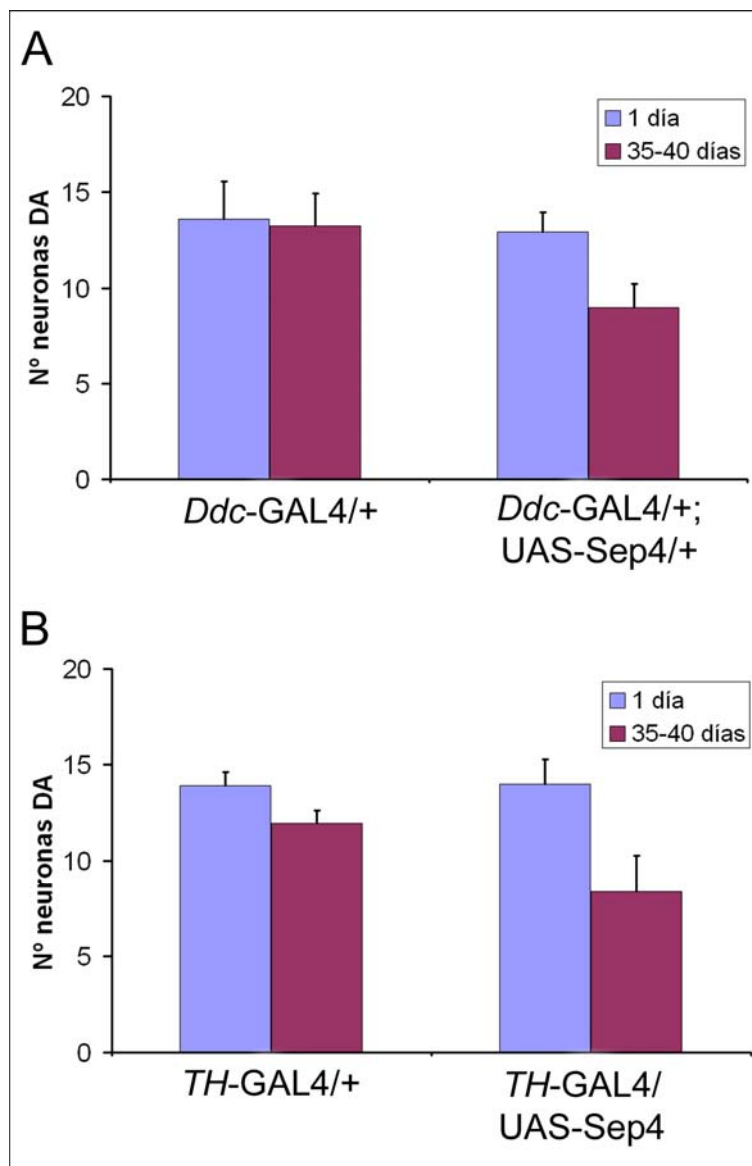 A
20
15
10
5
0
Nº neuronas DA
1 día
35-40 días
Ddc-GAL4/+
Ddc-GAL4/+;
UAS-Sep4/+
B
20
15
10
5
0
Nº neuronas DA
1 día
35-40 días
TH-GAL4/+
TH-GAL4/
UAS-Sep4